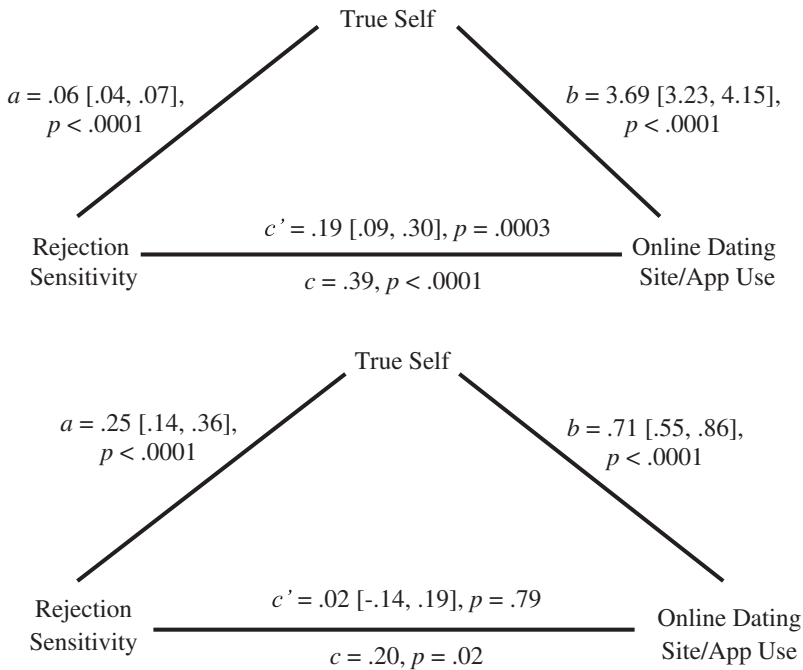 True Self
a = .06 [.04, .07],
p < .0001
b = 3.69 [3.23, 4.15],
p < .0001
c’ = .19 [.09, .30], p = .0003
Rejection
Sensitivity
Online Dating
Site/App Use
c = .39, p < .0001
True Self
a = .25 [.14, .36],
p < .0001
b = .71 [.55, .86],
p < .0001
c’ = .02 [-.14, .19], p = .79
Rejection
Sensitivity
Online Dating
Site/App Use
c = .20, p = .02